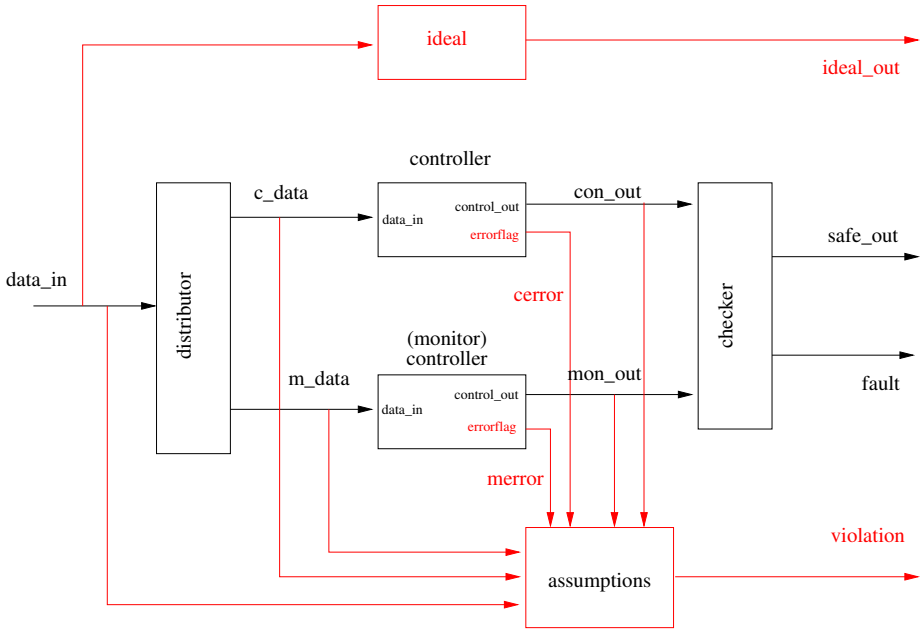 ideal
ideal_out
controller
c_data
con_out
control_out
data_in
errorflag
safe_out
data_in
distributor
cerror
checker
(monitor)
controller
m_data
mon_out
fault
control_out
data_in
errorflag
merror
violation
assumptions